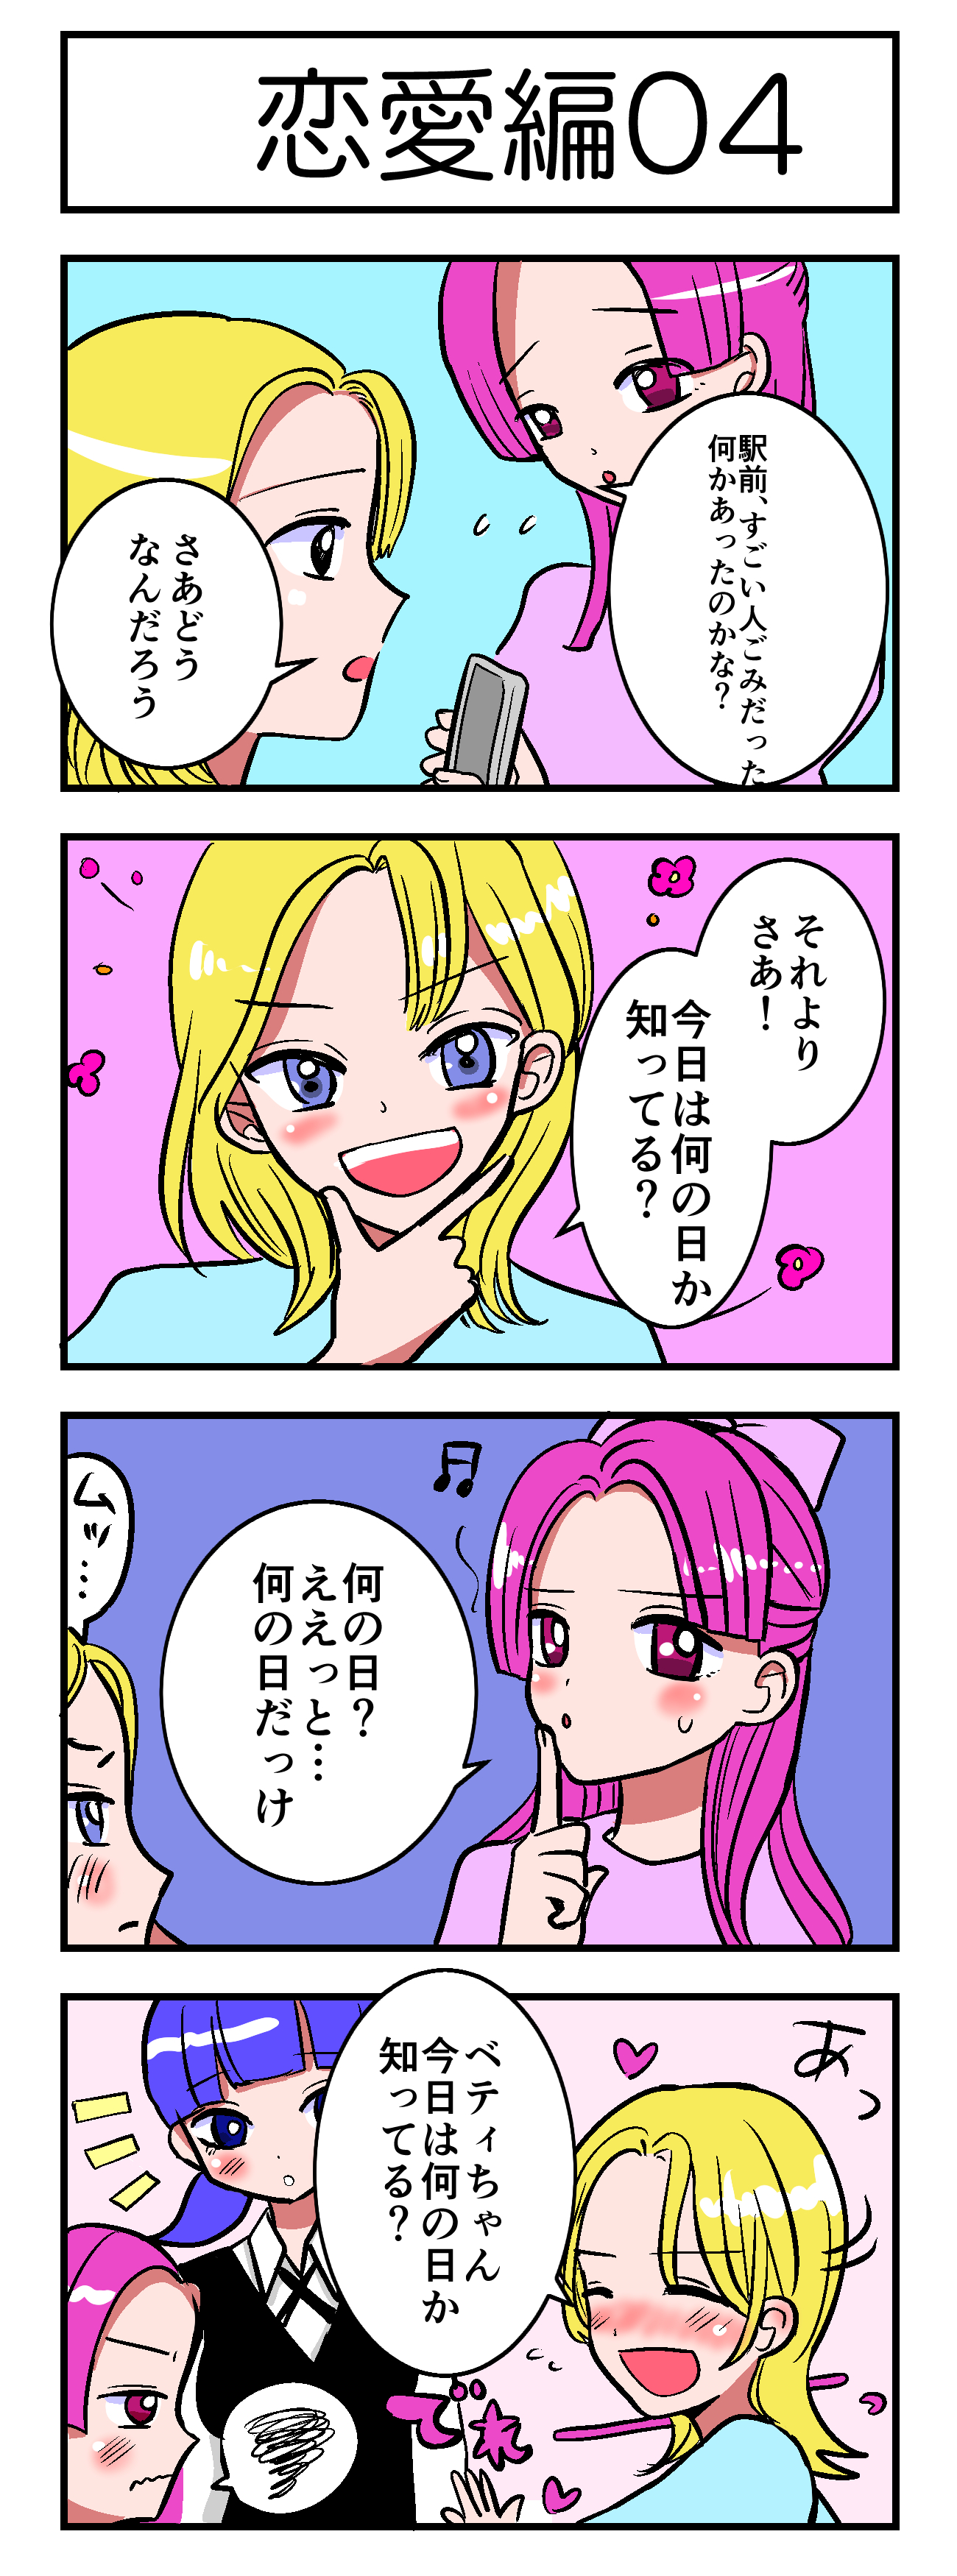 恋愛編04
駅前、すごい人ごみだった
何かあったのかな？
さあどう
なんだろう
それより
さあ！
今日は何の日か
知ってる？
何の日？
ええっと…
何の日だっけ
ムッ…
あっ
ベティちゃん
今日は何の日か
知ってる？
でれ